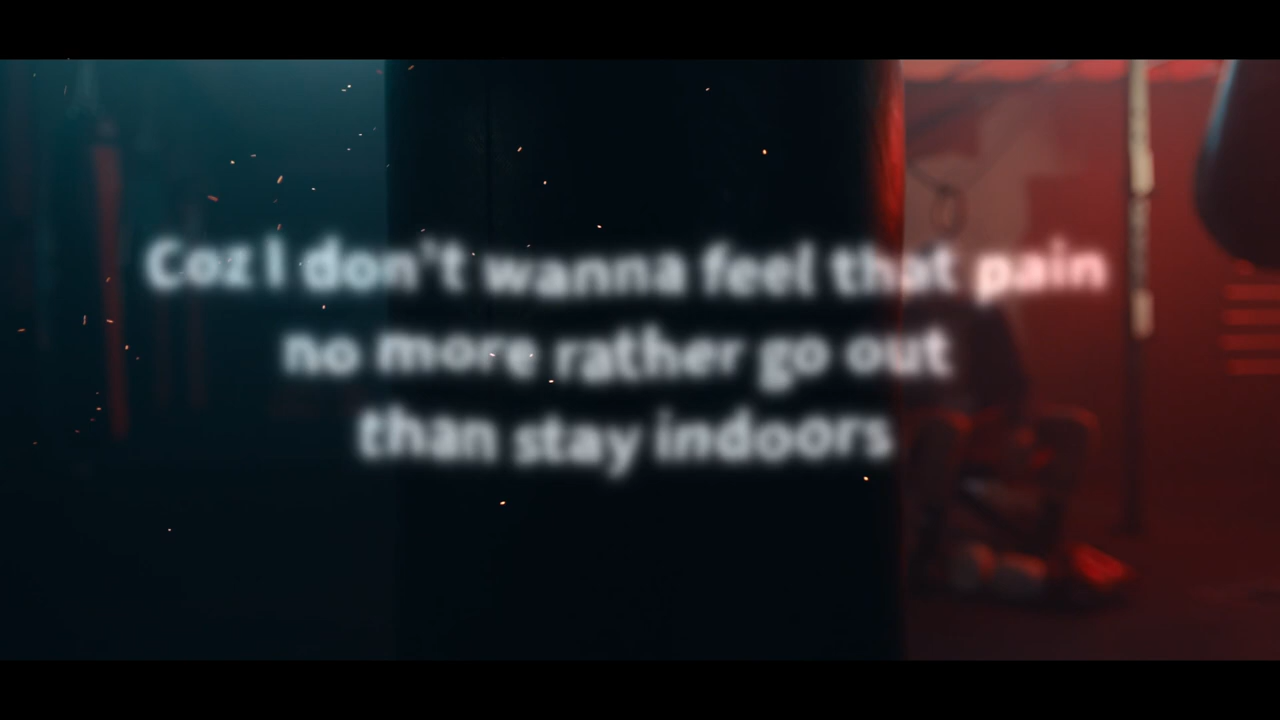 Coz I don't wanna feel that pain
no more rather go out
than stay indoors